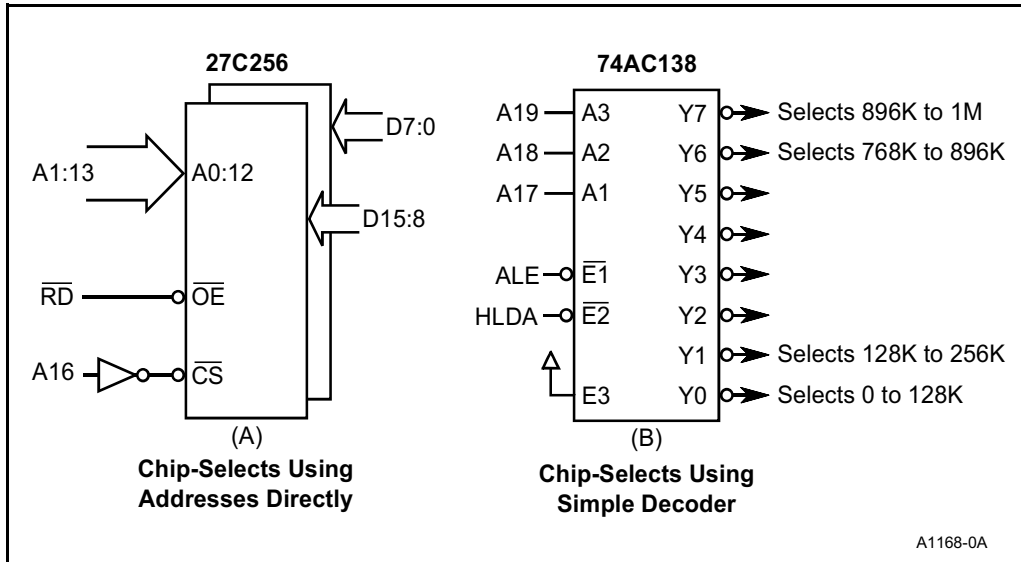 27C256
A1:13
A0:12
D7:0
D15:8
RD
OE
A16
CS
(A)
Chip-Selects Using
Addresses Directly
74AC138
A19 A3 Y7 Selects 896K to 1M
A18 A2 Y6 Selects 768K to 896K
A17 A1 Y5
Y4
ALE E1 Y3
HLDA E2 Y2
Y1 Selects 128K to 256K
E3 Y0 Selects 0 to 128K
(B)
Chip-Selects Using
Simple Decoder
A1168-0A